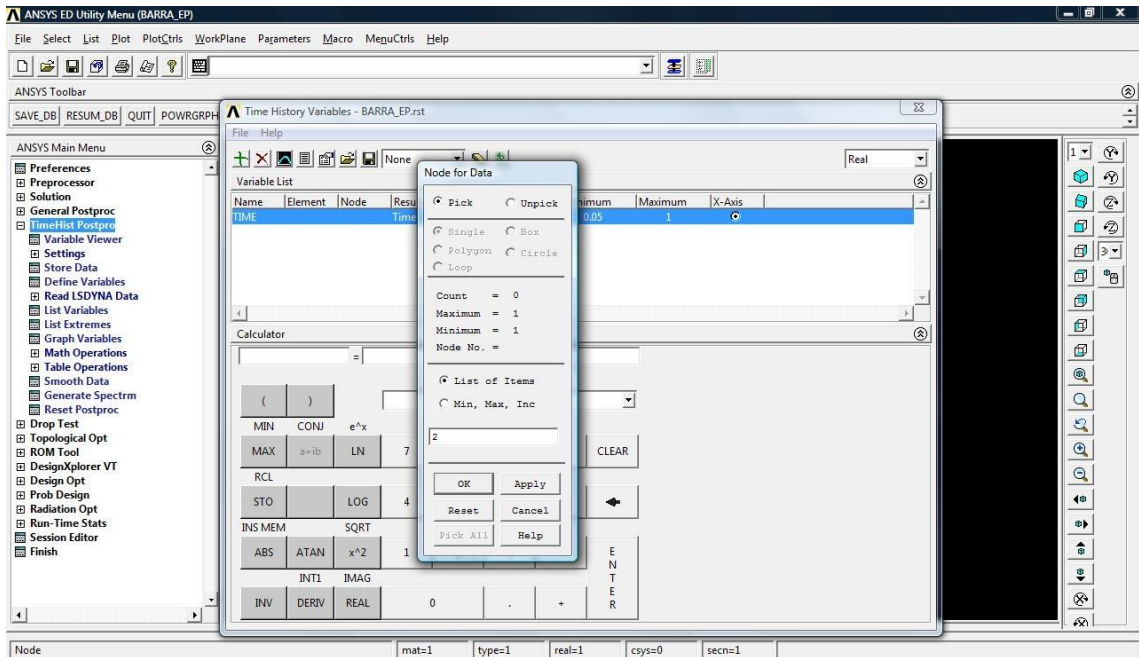 ANSYS ED Utility Menu (BARRA_EP)
File Select List Plot PlotCtrls WorkPlane Parameters Macro MenuCtrls Help
ANSYS Toolbar
SAVE_DB RESUM_DB QUIT POWRGRPH
ANSYS Main Menu
Preferences
Preprocessor
Solution
General Postproc
TimeHist Postpro
Variable Viewer
Settings
Store Data
Define Variables
Read LSDYNA Data
List Variables
List Extremes
Graph Variables
Math Operations
Table Operations
Smooth Data
Generate Spectrm
Reset Postproc
Drop Test
Topological Opt
ROM Tool
DesignXplorer VT
Design Opt
Prob Design
Radiation Opt
Run-Time Stats
Session Editor
Finish
Time History Variables - BARRA_EP.rst
File Help
None
Real
Variable List
Name Element Node Resu nimum Maximum X-Axis
TIME Time 0.05 1
Calculator
=
( )
MIN CONJ e^x
MAX a+ib LN 7 CLEAR
RCL
STO LOG 4
INS MEM SQRT
ABS ATAN x^2 1
INT1 IMAG
INV DERIV REAL 0 . +
ENTER
Node for Data
Pick Unpick
Single Box
Polygon Circle
Loop
Count = 0
Maximum = 1
Minimum = 1
Node No. =
List of Items
Min, Max, Inc
2
OK Apply
Reset Cancel
Pick All Help
1
3
Node mat=1 type=1 real=1 csys=0 secn=1